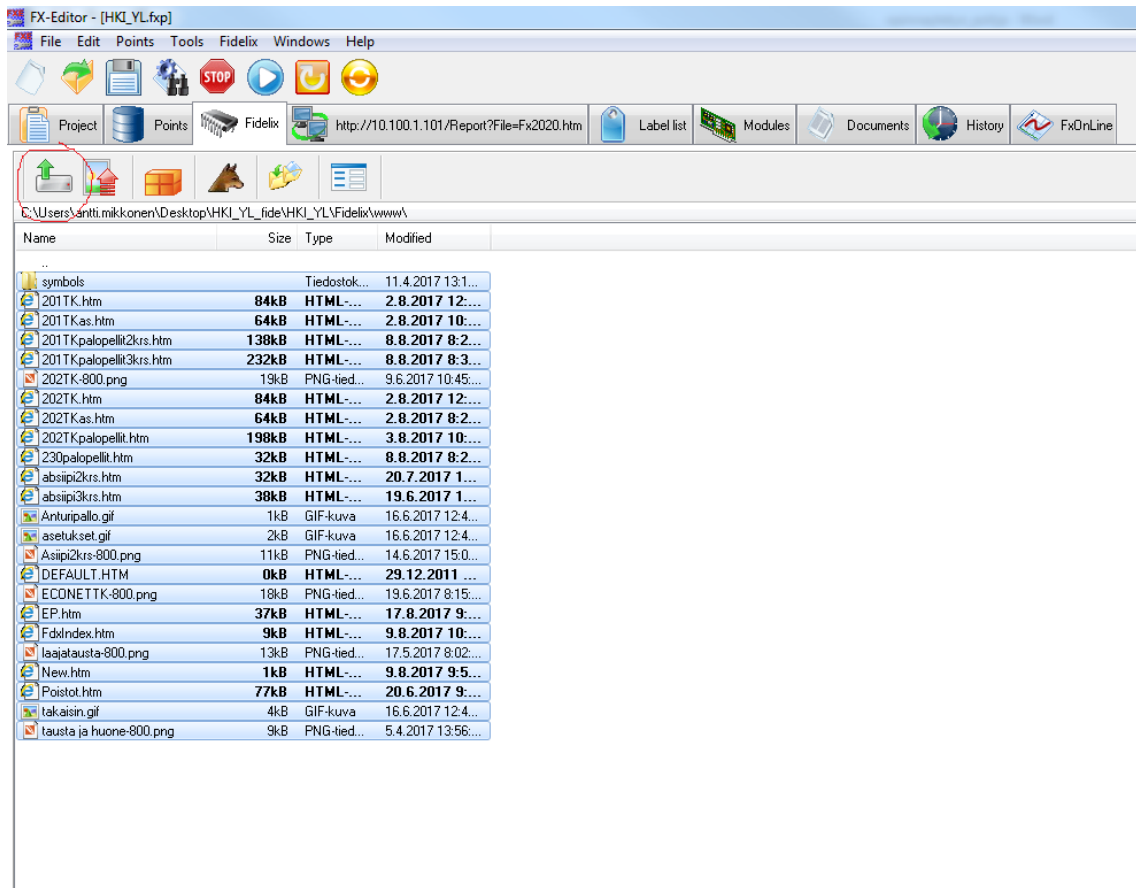 FX-Editor - [HKI_YL.fxp]
File Edit Points Tools Fidelix Windows Help
STOP
Project Points Fidelix http://10.100.1.101/Report?File=Fx2020.htm Label list Modules Documents History FxOnLine
C:\Users\antti.mikkonen\Desktop\HKI_YL_fide\HKI_YL\Fidelix\www\
Name Size Type Modified
..
symbols Tiedostok... 11.4.2017 13:1...
201TK.htm 84kB HTML-... 2.8.2017 12:...
201TKas.htm 64kB HTML-... 2.8.2017 10:...
201TKpalopellit2krs.htm 138kB HTML-... 8.8.2017 8:2...
201TKpalopellit3krs.htm 232kB HTML-... 8.8.2017 8:3...
202TK-800.png 19kB PNG-tied... 9.6.2017 10:45:...
202TK.htm 84kB HTML-... 2.8.2017 12:...
202TKas.htm 64kB HTML-... 2.8.2017 8:2...
202TKpalopellit.htm 198kB HTML-... 3.8.2017 10:...
230palopellit.htm 32kB HTML-... 8.8.2017 8:2...
absiipi2krs.htm 32kB HTML-... 20.7.2017 1...
absiipi3krs.htm 38kB HTML-... 19.6.2017 1...
Anturipallo.gif 1kB GIF-kuva 16.6.2017 12:4...
asetukset.gif 2kB GIF-kuva 16.6.2017 12:4...
Asiipi2krs-800.png 11kB PNG-tied... 14.6.2017 15:0...
DEFAULT.HTM 0kB HTML-... 29.12.2011 ...
ECONETTK-800.png 18kB PNG-tied... 19.6.2017 8:15:...
EP.htm 37kB HTML-... 17.8.2017 9:...
FdxIndex.htm 9kB HTML-... 9.8.2017 10:...
laajatausta-800.png 13kB PNG-tied... 17.5.2017 8:02:...
New.htm 1kB HTML-... 9.8.2017 9:5...
Poistot.htm 77kB HTML-... 20.6.2017 9:...
takaisin.gif 4kB GIF-kuva 16.6.2017 12:4...
tausta ja huone-800.png 9kB PNG-tied... 5.4.2017 13:56:...